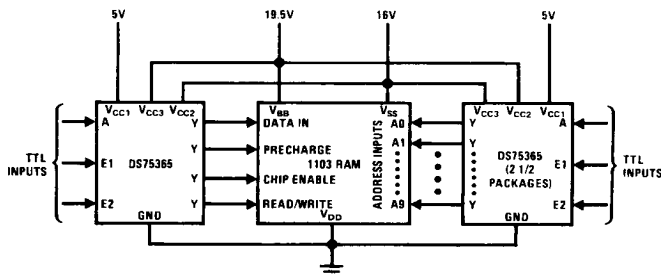 5V 19.5V 16V 5V
VCC1 VCC3 VCC2 VBB VSS VCC3 VCC2 VCC1
A Y DATA IN A0 Y A
TTL INPUTS
DS75365
E1 Y PRECHARGE A1 Y E1
1103 RAM
ADDRESS INPUTS
DS75365
(2 1/2
PACKAGES)
TTL INPUTS
Y CHIP ENABLE
E2 Y READ/WRITE A9 Y E2
GND VDD GND